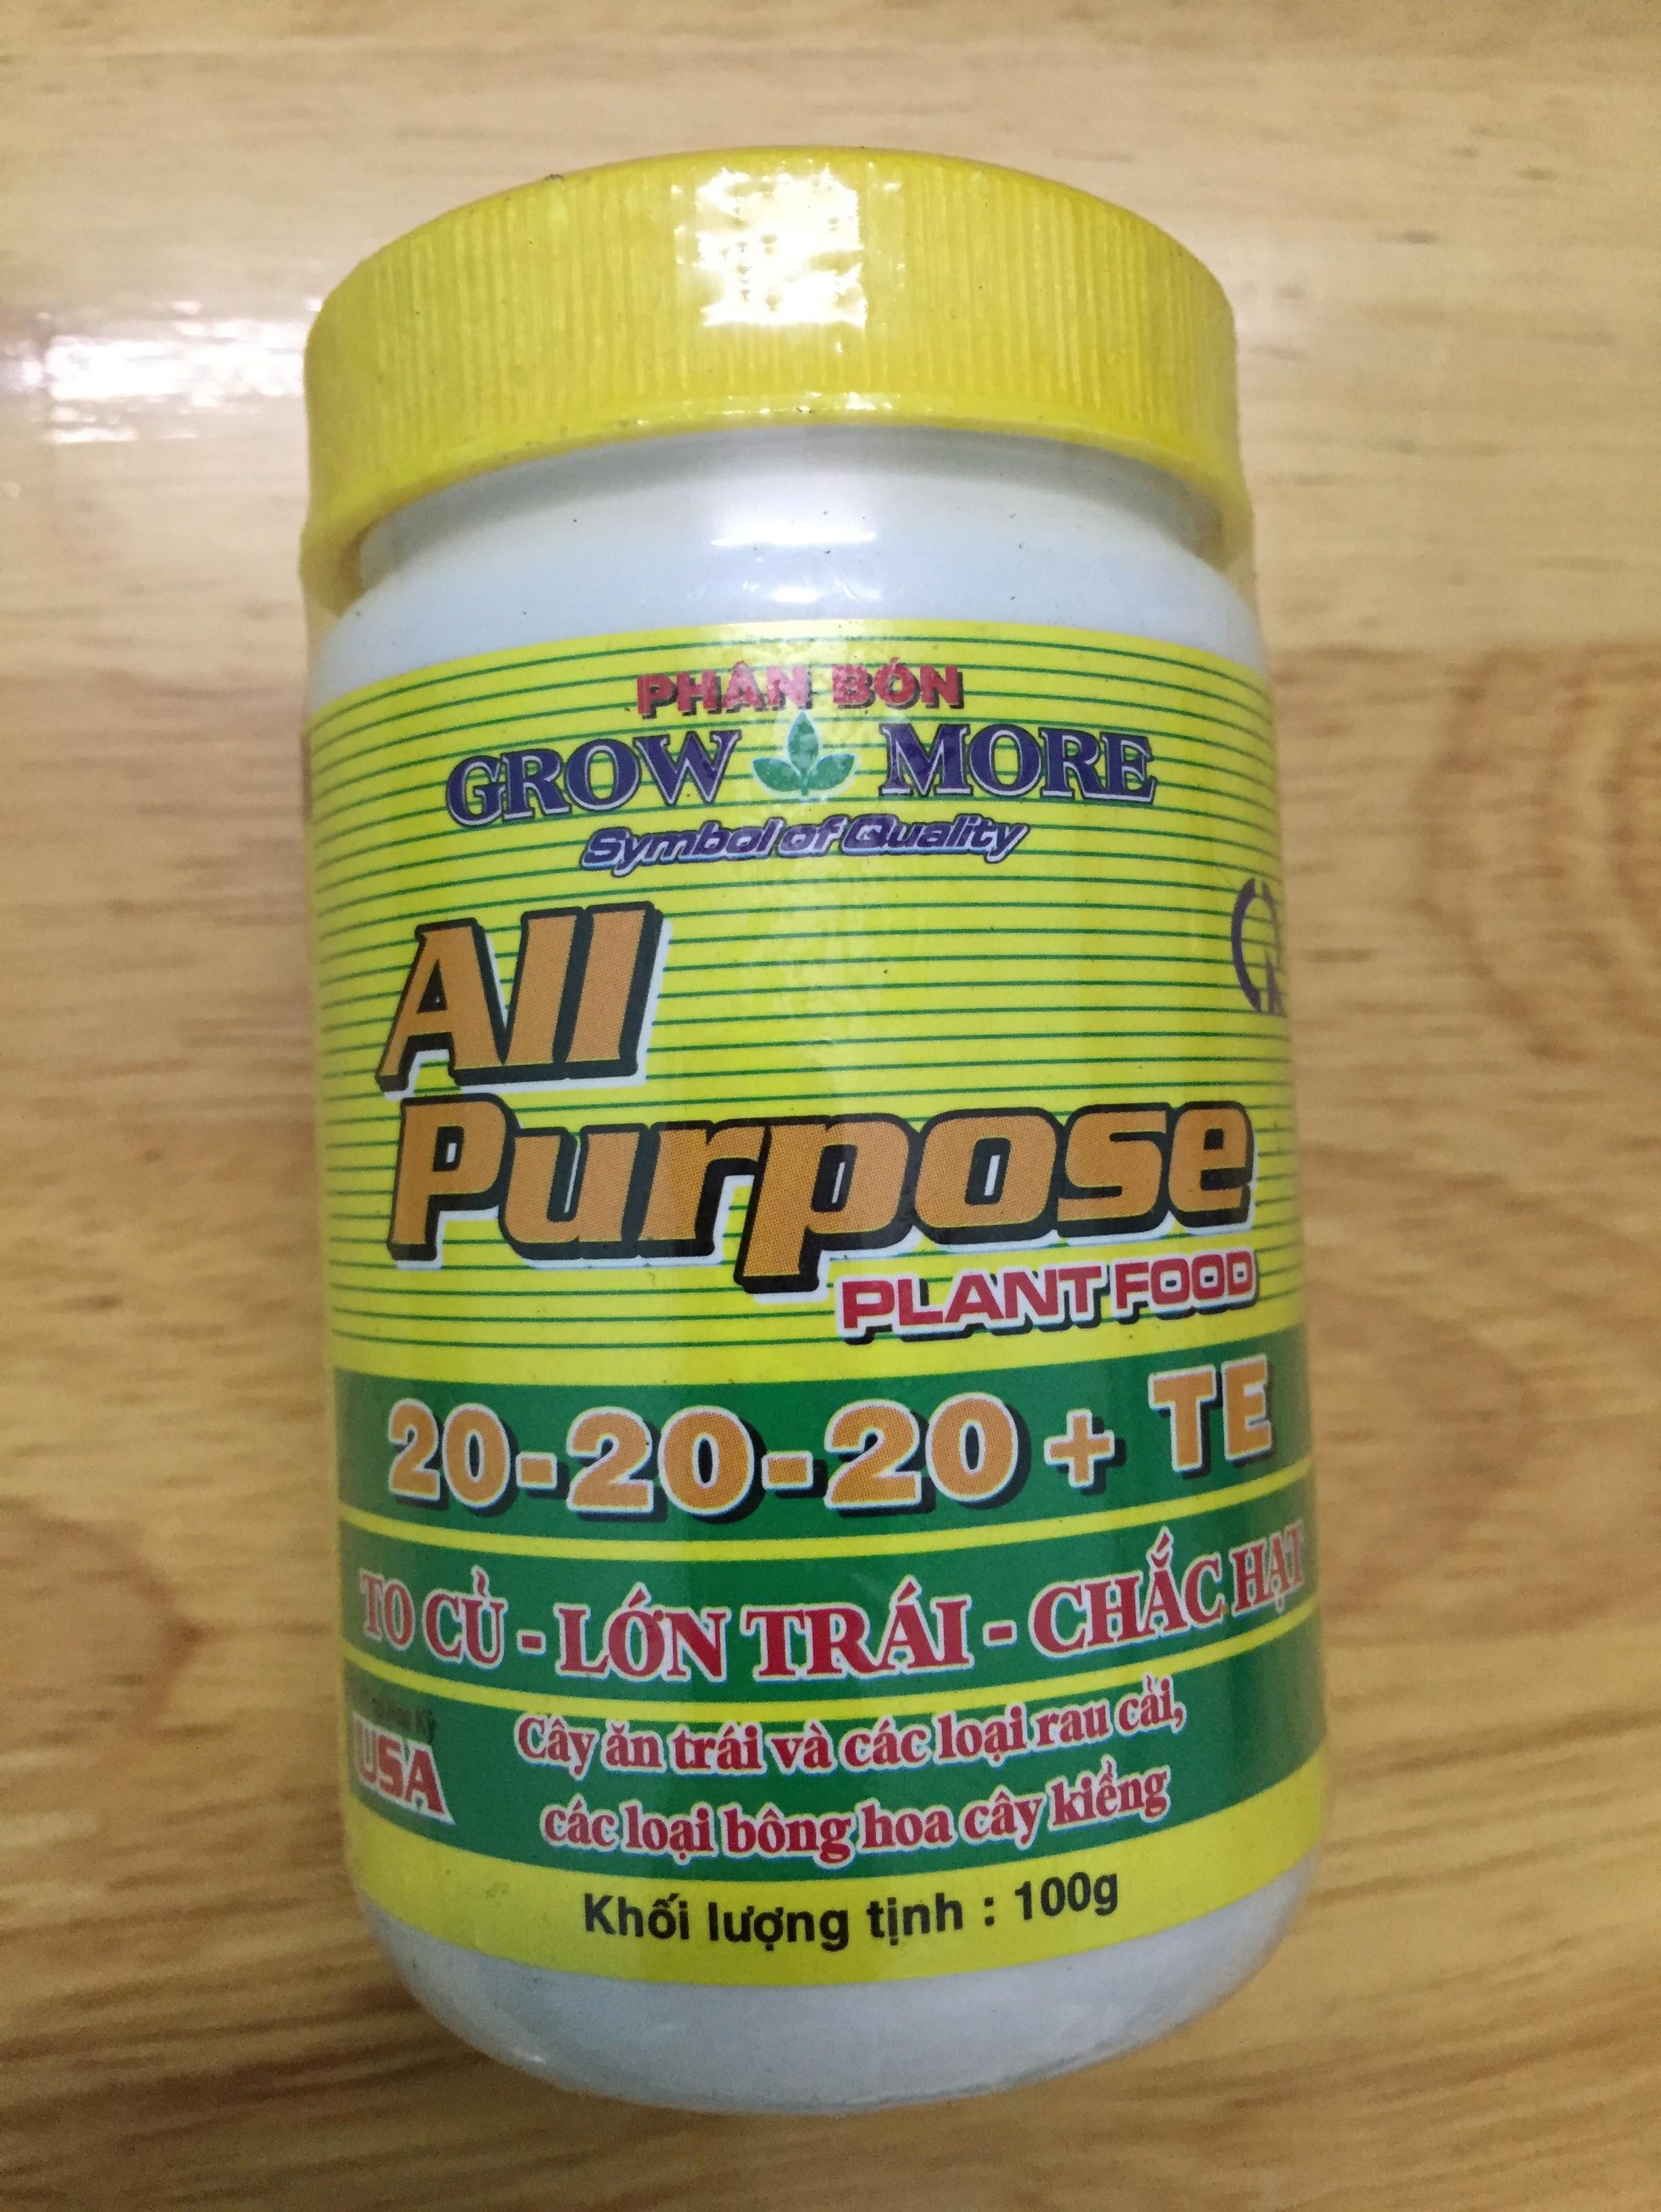 PHÂN BÓN
GROW MORE
Symbol of Quality
All
Purpose
PLANT FOOD
20-20-20 + TE
TO CỦ - LỚN TRÁI - CHẮC HẠT
USA
Cây ăn trái và các loại rau cải,
các loại bông hoa cây kiểng
Khối lượng tịnh : 100g